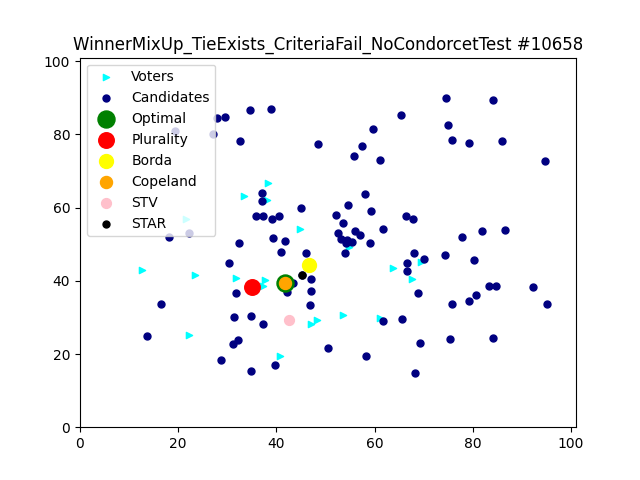 WinnerMixUp_TieExists_CriteriaFail_NoCondorcetTest #10658
100
80
60
40
20
0
0 20 40 60 80 100
Voters
Candidates
Optimal
Plurality
Borda
Copeland
STV
STAR